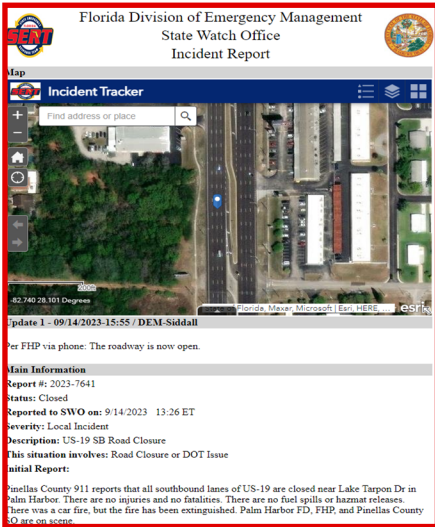 Florida Division of Emergency Management
State Watch Office
Incident Report
SERT
Map
SERT
Incident Tracker
+
Find address or place
−
200ft
-82.740 28.101 Degrees
of Florida, Maxar, Microsoft | Esri, HERE, ...
esri
Update 1 - 09/14/2023-15:55 / DEM-Siddall
Per FHP via phone: The roadway is now open.
Main Information
Report #: 2023-7641
Status: Closed
Reported to SWO on: 9/14/2023 13:26 ET
Severity: Local Incident
Description: US-19 SB Road Closure
This situation involves: Road Closure or DOT Issue
Initial Report:
Pinellas County 911 reports that all southbound lanes of US-19 are closed near Lake Tarpon Dr in
Palm Harbor. There are no injuries and no fatalities. There are no fuel spills or hazmat releases.
There was a car fire, but the fire has been extinguished. Palm Harbor FD, FHP, and Pinellas County
SO are on scene.